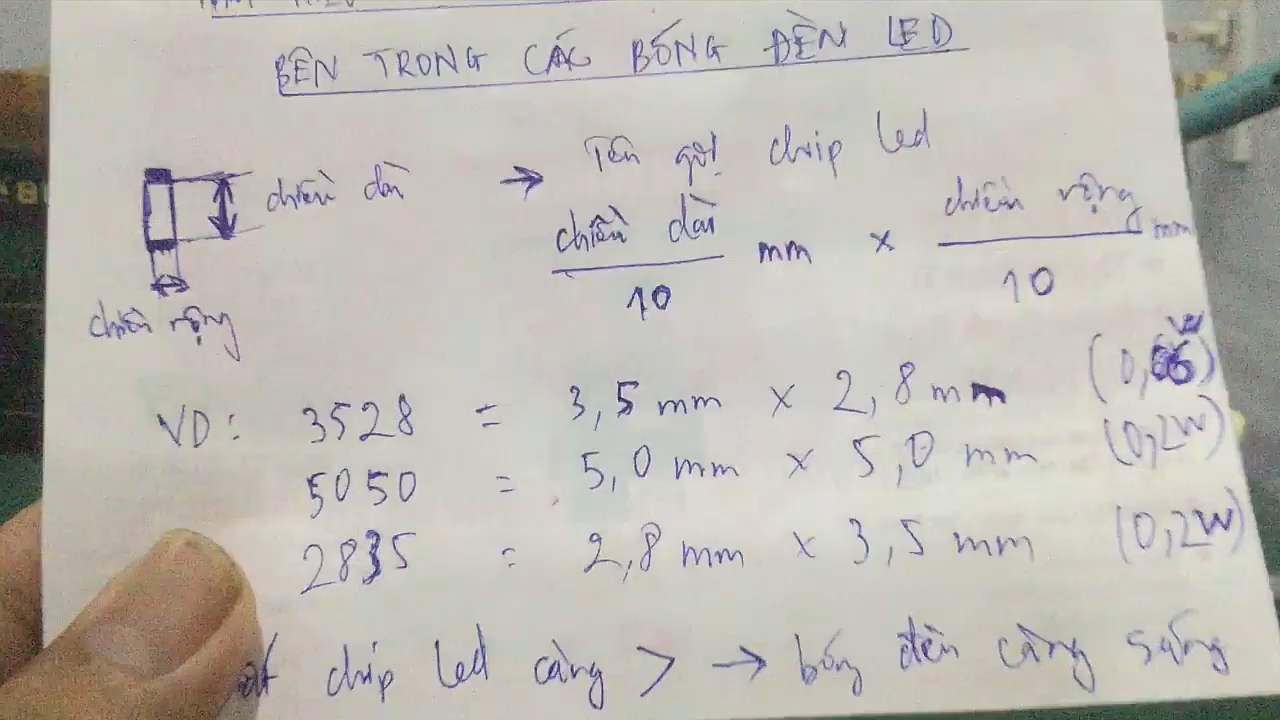 BÊN TRONG CÁC BÓNG ĐÈN LED
Tên gọi chip led
chiều dài
chiều dài mm x chiều rộng mm
10 10
chiều rộng
VD: 3528 = 3,5 mm x 2,8 mm (0,
5050 = 5,0 mm x 5,0 mm (0,2W)
2835 = 2,8 mm x 3,5 mm (0,2W)
chip led càng > → bóng đèn càng sáng